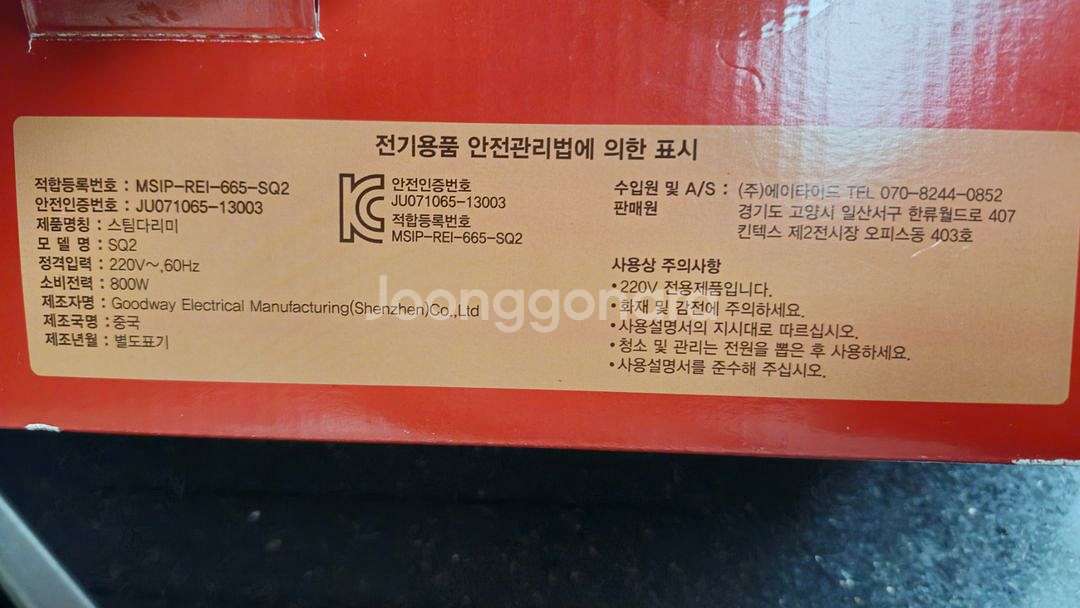 전기용품 안전관리법에 의한 표시
적합등록번호 : MSIP-REI-665-SQ2
안전인증번호 : JU071065-13003
제품명칭 : 스팀다리미
모 델 명 : SQ2
정격입력 : 220V~,60Hz
소비전력 : 800W
제조자명 : Goodway Electrical Manufacturing(Shenzhen)Co.,Ltd
제조국명 : 중국
제조년월 : 별도표기
안전인증번호
JU071065-13003
적합등록번호
MSIP-REI-665-SQ2
수입원 및 A/S : (주)에이타이드 TEL 070-8244-0852
판매원 경기도 고양시 일산서구 한류월드로 407
킨텍스 제2전시장 오피스동 403호
사용상 주의사항
•220V 전용제품입니다.
•화재 및 감전에 주의하세요.
•사용설명서의 지시대로 따르십시오.
•청소 및 관리는 전원을 뽑은 후 사용하세요.
•사용설명서를 준수해 주십시오.